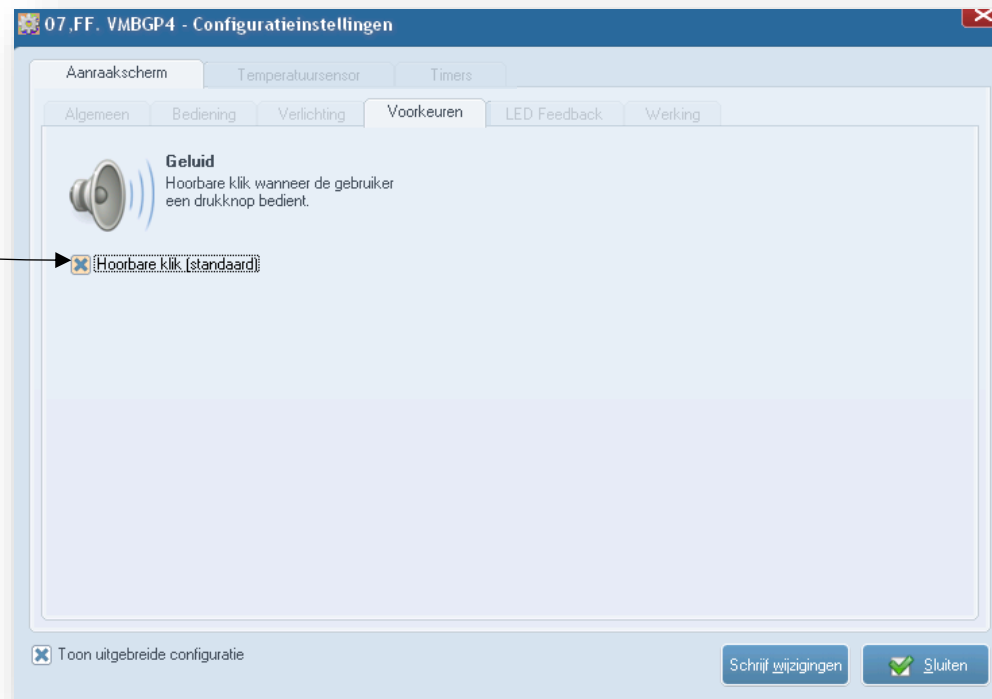 07,FF. VMBGP4 - Configuratieinstellingen
Aanraakscherm Temperatuursensor Timers
Algemeen Bediening Verlichting Voorkeuren LED Feedback Werking
Geluid
Hoorbare klik wanneer de gebruiker
een drukknop bedient.
Hoorbare klik (standaard)
Toon uitgebreide configuratie
Schrijf wijzigingen Sluiten